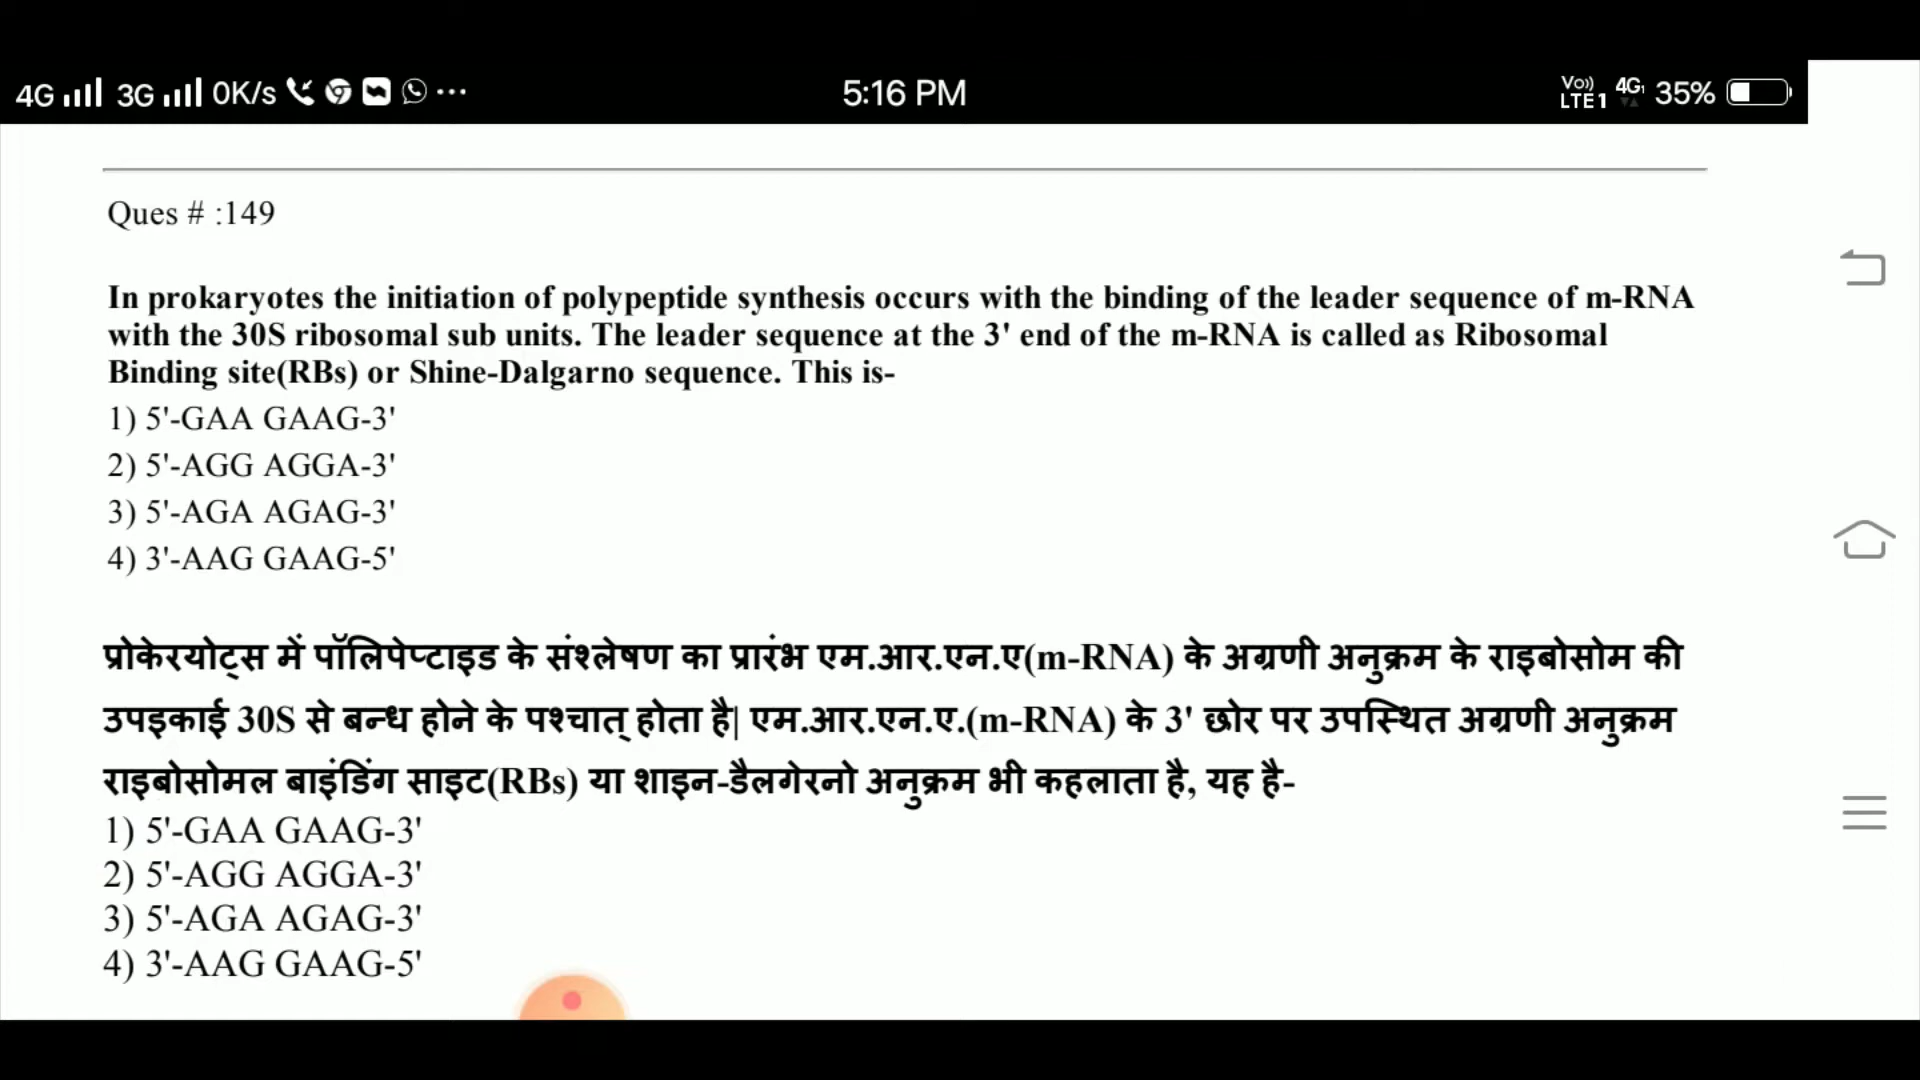 4G 3G 0K/s ... 5:16 PM Vo)) LTE1 4G 35%
Ques # :149
In prokaryotes the initiation of polypeptide synthesis occurs with the binding of the leader sequence of m-RNA
with the 30S ribosomal sub units. The leader sequence at the 3' end of the m-RNA is called as Ribosomal
Binding site(RBs) or Shine-Dalgarno sequence. This is-
1) 5'-GAA GAAG-3'
2) 5'-AGG AGGA-3'
3) 5'-AGA AGAG-3'
4) 3'-AAG GAAG-5'
प्रोकेरयोट्स में पॉलिपेप्टाइड के संश्लेषण का प्रारंभ एम.आर.एन.ए(m-RNA) के अग्रणी अनुक्रम के राइबोसोम की
उपइकाई 30S से बन्ध होने के पश्चात् होता है| एम.आर.एन.ए.(m-RNA) के 3' छोर पर उपस्थित अग्रणी अनुक्रम
राइबोसोमल बाइंडिंग साइट(RBs) या शाइन-डैलगेरनो अनुक्रम भी कहलाता है, यह है-
1) 5'-GAA GAAG-3'
2) 5'-AGG AGGA-3'
3) 5'-AGA AGAG-3'
4) 3'-AAG GAAG-5'